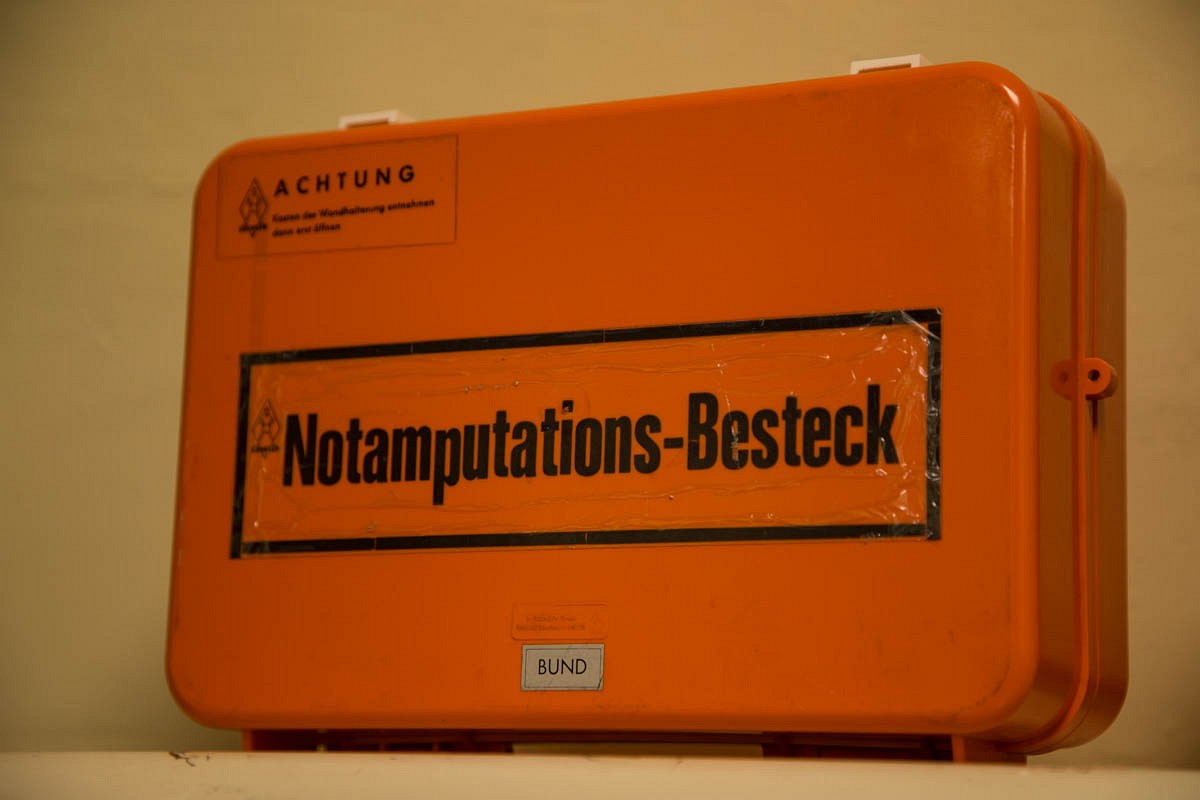 ACHTUNG
Kasten der Wandhalterung entnehmen
dann erst öffnen
Notamputations-Besteck
BUND